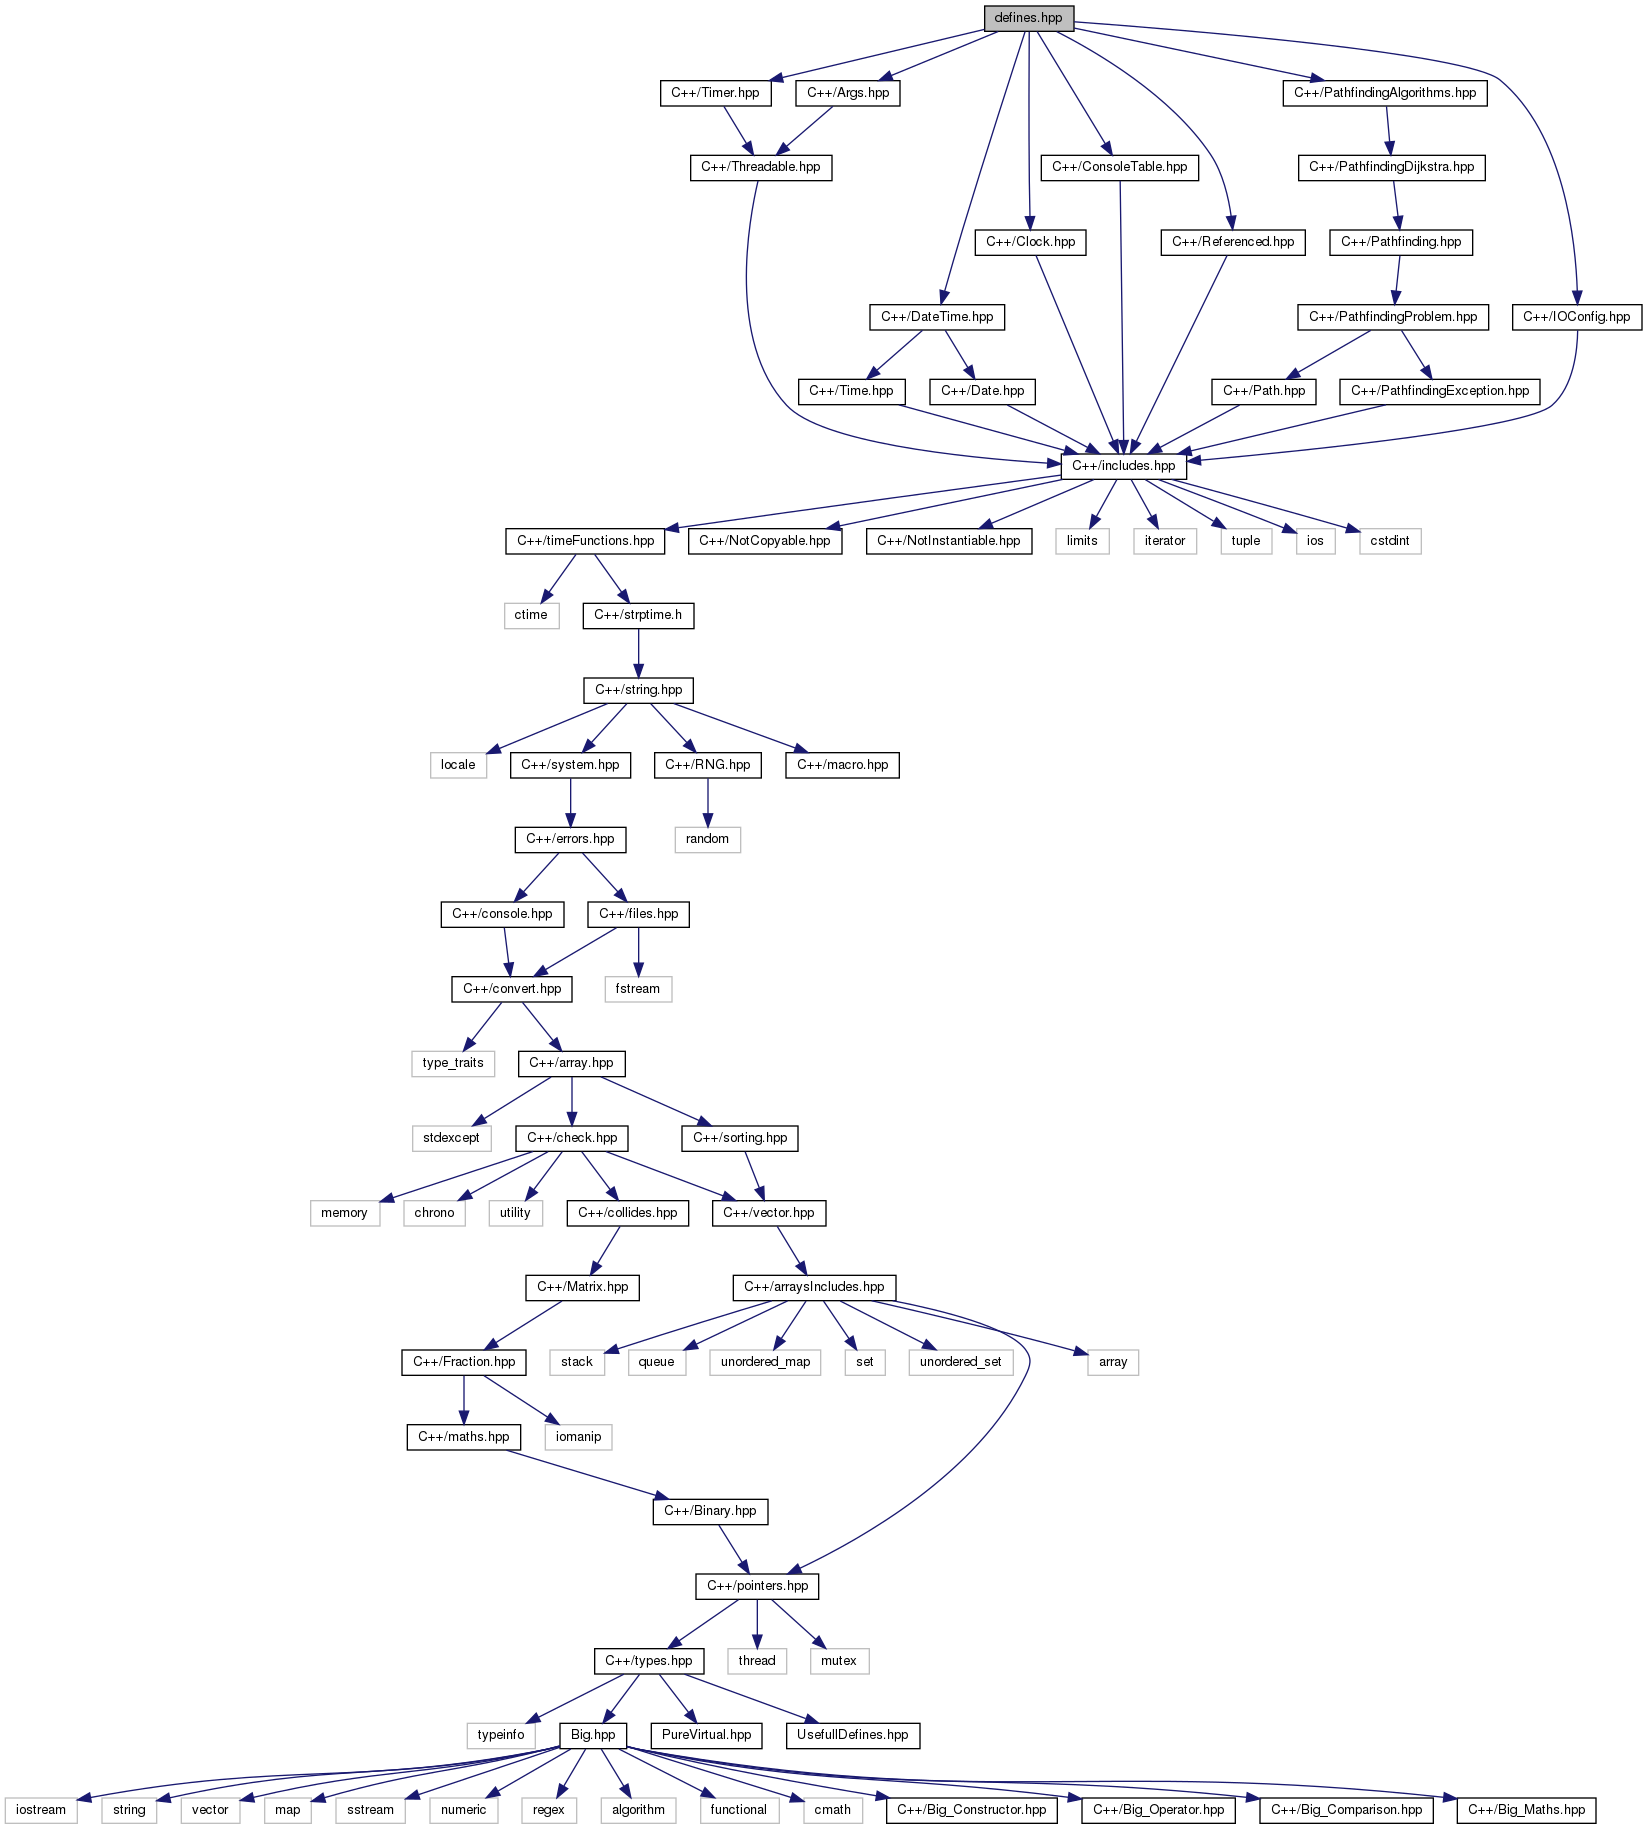 defines.hpp
C++/Timer.hpp
C++/Args.hpp
C++/PathfindingAlgorithms.hpp
C++/Threadable.hpp
C++/ConsoleTable.hpp
C++/PathfindingDijkstra.hpp
C++/Clock.hpp
C++/Referenced.hpp
C++/Pathfinding.hpp
C++/DateTime.hpp
C++/PathfindingProblem.hpp
C++/IOConfig.hpp
C++/Time.hpp
C++/Date.hpp
C++/Path.hpp
C++/PathfindingException.hpp
C++/includes.hpp
C++/timeFunctions.hpp
C++/NotCopyable.hpp
C++/NotInstantiable.hpp
limits
iterator
tuple
ios
cstdint
ctime
C++/strptime.h
C++/string.hpp
locale
C++/system.hpp
C++/RNG.hpp
C++/macro.hpp
C++/errors.hpp
random
C++/console.hpp
C++/files.hpp
C++/convert.hpp
fstream
type_traits
C++/array.hpp
stdexcept
C++/check.hpp
C++/sorting.hpp
memory
chrono
utility
C++/collides.hpp
C++/vector.hpp
C++/Matrix.hpp
C++/arraysIncludes.hpp
C++/Fraction.hpp
stack
queue
unordered_map
set
unordered_set
array
C++/maths.hpp
iomanip
C++/Binary.hpp
C++/pointers.hpp
C++/types.hpp
thread
mutex
typeinfo
Big.hpp
PureVirtual.hpp
UsefullDefines.hpp
iostream
string
vector
map
sstream
numeric
regex
algorithm
functional
cmath
C++/Big_Constructor.hpp
C++/Big_Operator.hpp
C++/Big_Comparison.hpp
C++/Big_Maths.hpp